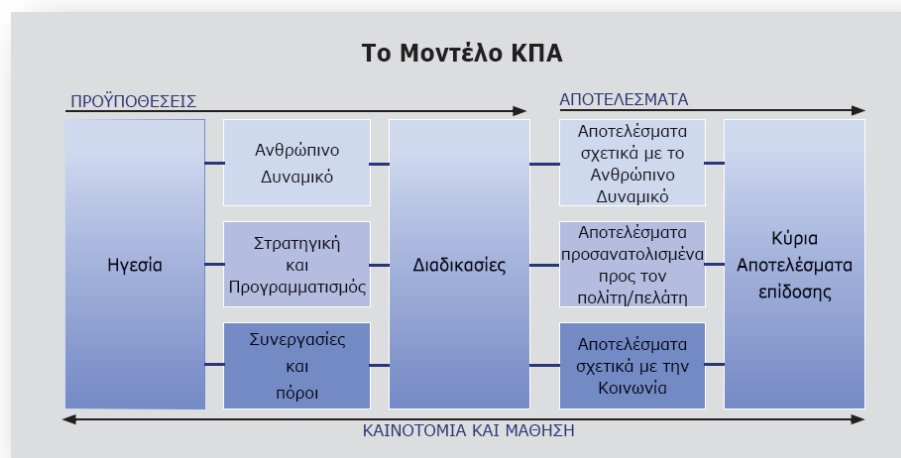 Το Μοντέλο ΚΠΑ
ΠΡΟΫΠΟΘΕΣΕΙΣ
ΑΠΟΤΕΛΕΣΜΑΤΑ
Ηγεσία
Ανθρώπινο
Δυναμικό
Στρατηγική
και
Προγραμματισμός
Συνεργασίες
και
πόροι
Διαδικασίες
Αποτελέσματα
σχετικά με το
Ανθρώπινο
Δυναμικό
Αποτελέσματα
προσανατολισμένα
προς τον
πολίτη/πελάτη
Αποτελέσματα
σχετικά με την
Κοινωνία
Κύρια
Αποτελέσματα
επίδοσης
ΚΑΙΝΟΤΟΜΙΑ ΚΑΙ ΜΑΘΗΣΗ